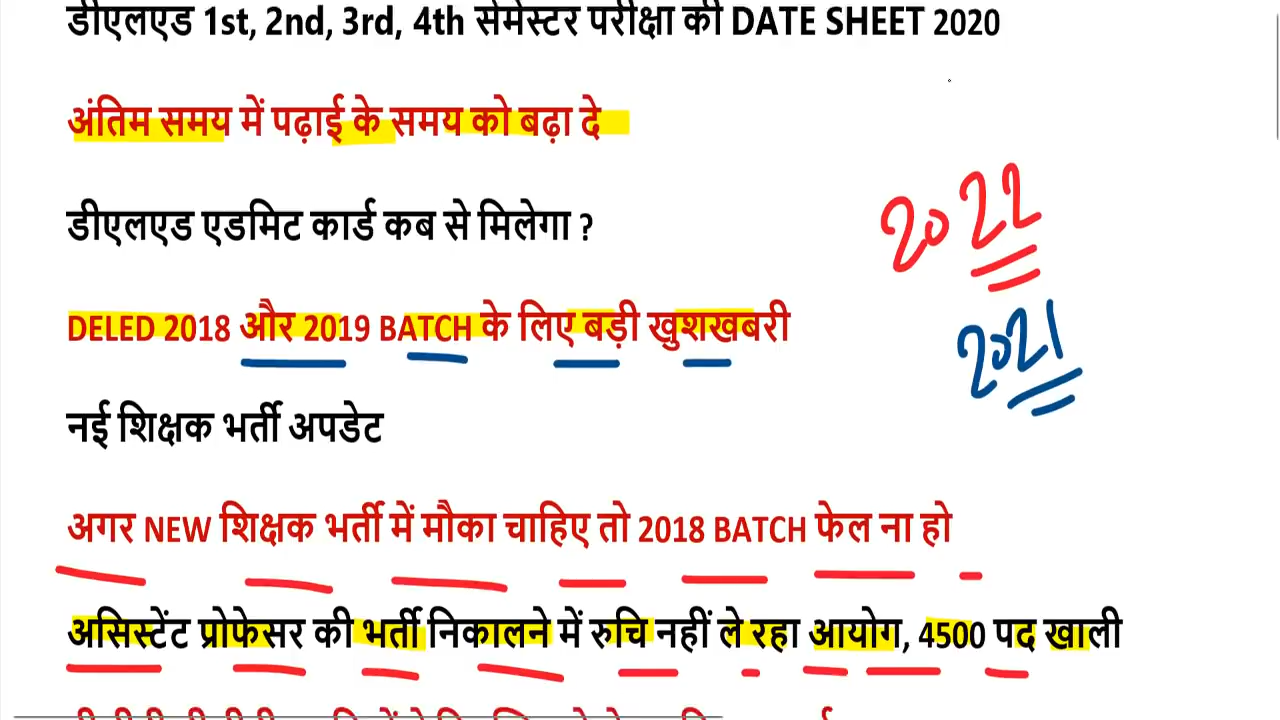 डीएलएड 1st, 2nd, 3rd, 4th सेमेस्टर परीक्षा की DATE SHEET 2020
अंतिम समय में पढ़ाई के समय को बढ़ा दे
डीएलएड एडमिट कार्ड कब से मिलेगा ?
2022
DELED 2018 और 2019 BATCH के लिए बड़ी खुशखबरी
2021
नई शिक्षक भर्ती अपडेट
अगर NEW शिक्षक भर्ती में मौका चाहिए तो 2018 BATCH फेल ना हो
असिस्टेंट प्रोफेसर की भर्ती निकालने में रुचि नहीं ले रहा आयोग, 4500 पद खाली